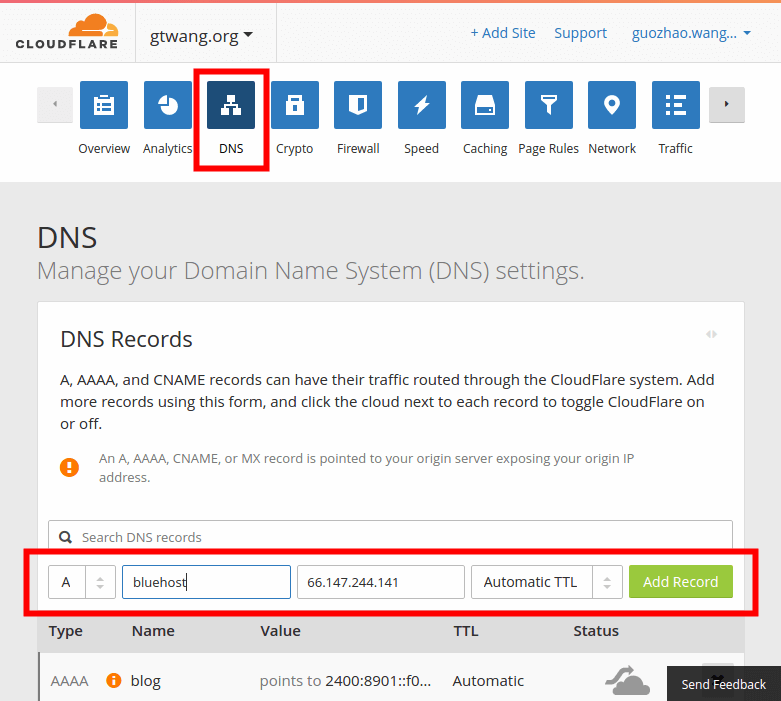 CLOUDFLARE
gtwang.org
+ Add Site
Support
guozhao.wang...
Overview
Analytics
DNS
Crypto
Firewall
Speed
Caching
Page Rules
Network
Traffic
DNS
Manage your Domain Name System (DNS) settings.
DNS Records
A, AAAA, and CNAME records can have their traffic routed through the CloudFlare system. Add
more records using this form, and click the cloud next to each record to toggle CloudFlare on
or off.
An A, AAAA, CNAME, or MX record is pointed to your origin server exposing your origin IP
address.
Search DNS records
A
bluehost
66.147.244.141
Automatic TTL
Add Record
Type
Name
Value
TTL
Status
AAAA
blog
points to 2400:8901::f0...
Automatic
Send Feedback